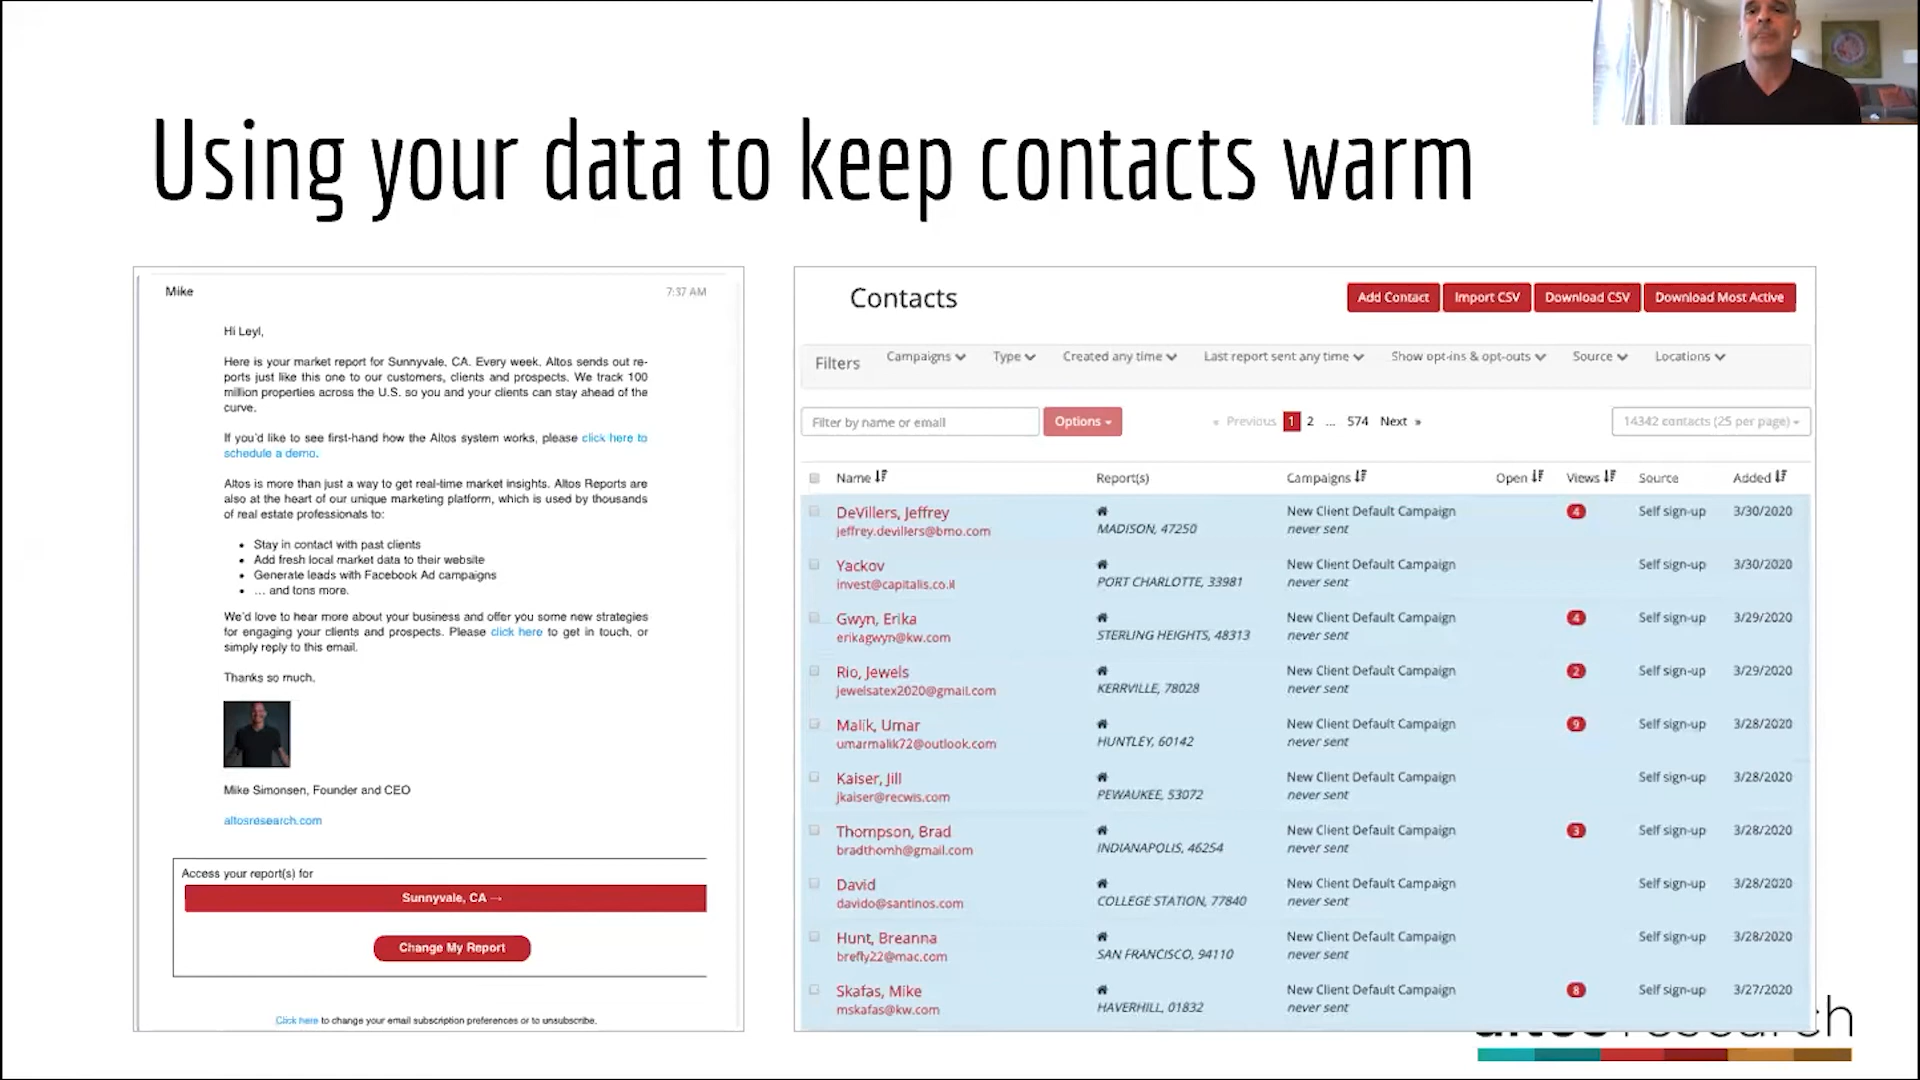 Using your data to keep contacts warm
Mike 7:37 AM
Hi Leyl,
Here is your market report for Sunnyvale, CA. Every week, Altos sends out re-
ports just like this one to our customers, clients and prospects. We track 100
million properties across the U.S. so you and your clients can stay ahead of the
curve.
If you'd like to see first-hand how the Altos system works, please click here to
schedule a demo.
Altos is more than just a way to get real-time market insights. Altos Reports are
also at the heart of our unique marketing platform, which is used by thousands
of real estate professionals to:
• Stay in contact with past clients
• Add fresh local market data to their website
• Generate leads with Facebook Ad campaigns
• ... and tons more.
We'd love to hear more about your business and offer you some new strategies
for engaging your clients and prospects. Please click here to get in touch, or
simply reply to this email.
Thanks so much,
Mike Simonsen, Founder and CEO
altosresearch.com
Access your report(s) for
Sunnyvale, CA →
Change My Report
Click here to change your email subscription preferences or to unsubscribe.
Contacts Add Contact Import CSV Download CSV Download Most Active
Filters Campaigns Type Created any time Last report sent any time Show opt-ins & opt-outs Source Locations
Filter by name or email Options « Previous 1 2 ... 574 Next » 14342 contacts (25 per page)
Name Report(s) Campaigns Open Views Source Added
DeVillers, Jeffrey New Client Default Campaign 4 Self sign-up 3/30/2020
jeffrey.devillers@bmo.com MADISON, 47250 never sent
Yackov New Client Default Campaign Self sign-up 3/30/2020
invest@capitalis.co.il PORT CHARLOTTE, 33981 never sent
Gwyn, Erika New Client Default Campaign 4 Self sign-up 3/29/2020
erikagwyn@kw.com STERLING HEIGHTS, 48313 never sent
Rio, Jewels New Client Default Campaign 2 Self sign-up 3/29/2020
jewelsatex2020@gmail.com KERRVILLE, 78028 never sent
Malik, Umar New Client Default Campaign 9 Self sign-up 3/28/2020
umarmalik72@outlook.com HUNTLEY, 60142 never sent
Kaiser, Jill New Client Default Campaign Self sign-up 3/28/2020
jkaiser@recwis.com PEWAUKEE, 53072 never sent
Thompson, Brad New Client Default Campaign 3 Self sign-up 3/28/2020
bradthomh@gmail.com INDIANAPOLIS, 46254 never sent
David New Client Default Campaign Self sign-up 3/28/2020
davido@santinos.com COLLEGE STATION, 77840 never sent
Hunt, Breanna New Client Default Campaign Self sign-up 3/28/2020
brefly22@mac.com SAN FRANCISCO, 94110 never sent
Skafas, Mike New Client Default Campaign 8 Self sign-up 3/27/2020
mskafas@kw.com HAVERHILL, 01832 never sent